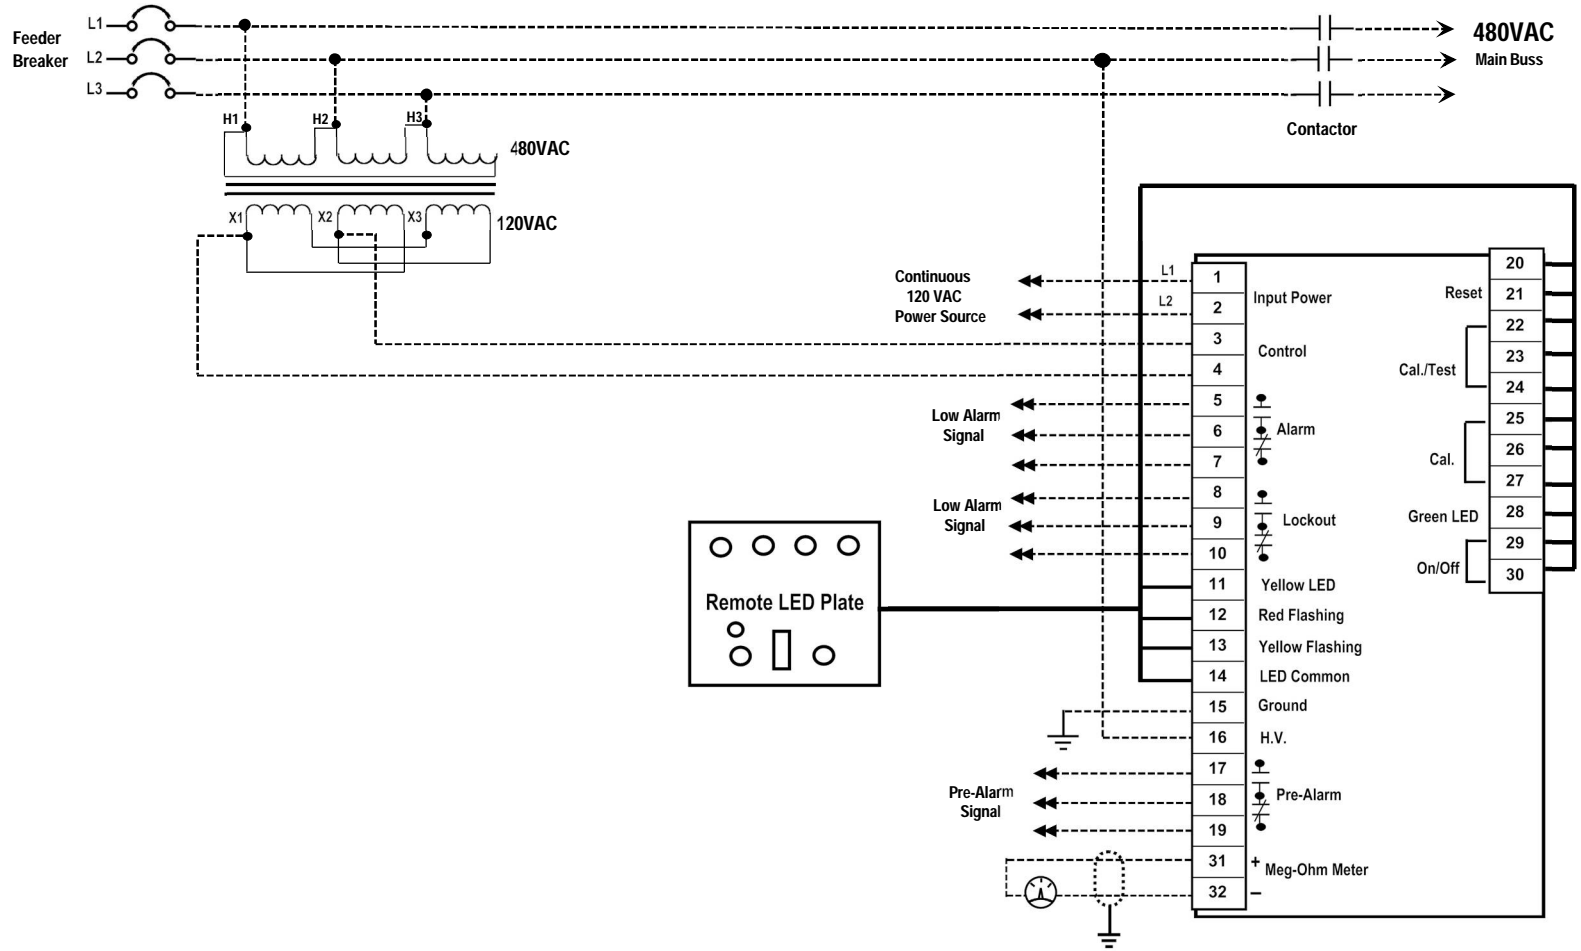 L1
Feeder
Breaker
L2
L3
480VAC
Main Buss
Contactor
H1
H2
H3
480VAC
X1
X2
X3
120VAC
Continuous
120 VAC
Power Source
L1
L2
1
2
Input Power
3
4
Control
Low Alarm
Signal
5
6
7
Alarm
Low Alarm
Signal
8
9
10
Lockout
11
Yellow LED
12
Red Flashing
13
Yellow Flashing
14
LED Common
15
Ground
16
H.V.
Pre-Alarm
Signal
17
18
19
Pre-Alarm
31
+
Meg-Ohm Meter
32
–
Remote LED Plate
20
Reset
21
22
Cal./Test
23
24
25
Cal.
26
27
Green LED
28
29
On/Off
30